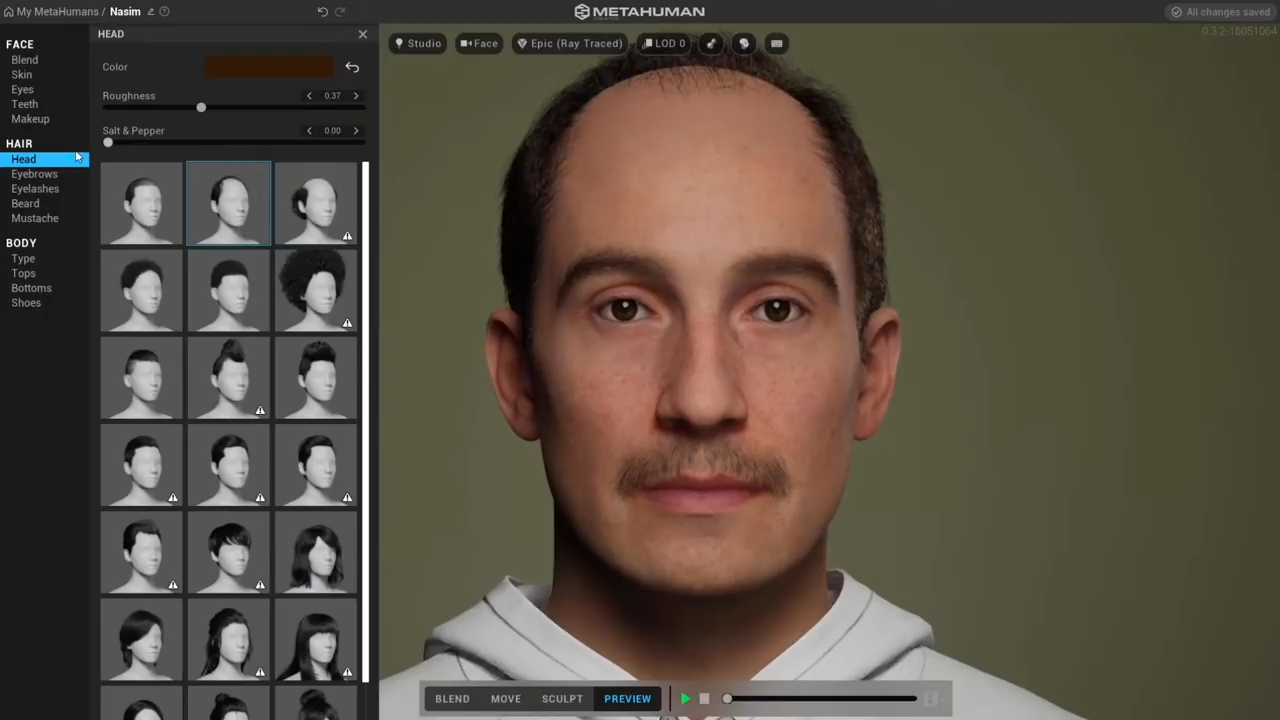 My MetaHumans / Nasim
METAHUMAN
All changes saved
0.3.2-16051064
FACE
Blend
Skin
Eyes
Teeth
Makeup
HAIR
Head
Eyebrows
Eyelashes
Beard
Mustache
BODY
Type
Tops
Bottoms
Shoes
HEAD
Color
Roughness
0.37
Salt & Pepper
0.00
Studio
Face
Epic (Ray Traced)
LOD 0
BLEND
MOVE
SCULPT
PREVIEW